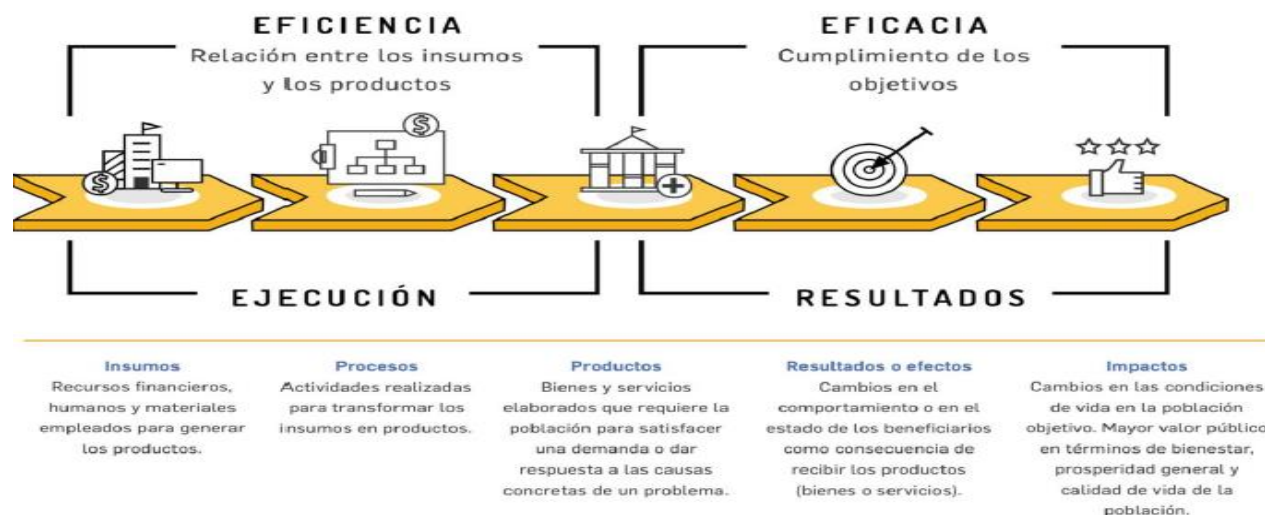 EFICIENCIA
Relación entre los insumos
y los productos
EFICACIA
Cumplimiento de los
objetivos
$
$
EJECUCIÓN
RESULTADOS
Insumos
Recursos financieros,
humanos y materiales
empleados para generar
los productos.
Procesos
Actividades realizadas
para transformar los
insumos en productos.
Productos
Bienes y servicios
elaborados que requiere la
población para satisfacer
una demanda o dar
respuesta a las causas
concretas de un problema.
Resultados o efectos
Cambios en el
comportamiento o en el
estado de los beneficiarios
como consecuencia de
recibir los productos
(bienes o servicios).
Impactos
Cambios en las condiciones
de vida en la población
objetivo. Mayor valor público
en términos de bienestar,
prosperidad general y
calidad de vida de la
población.